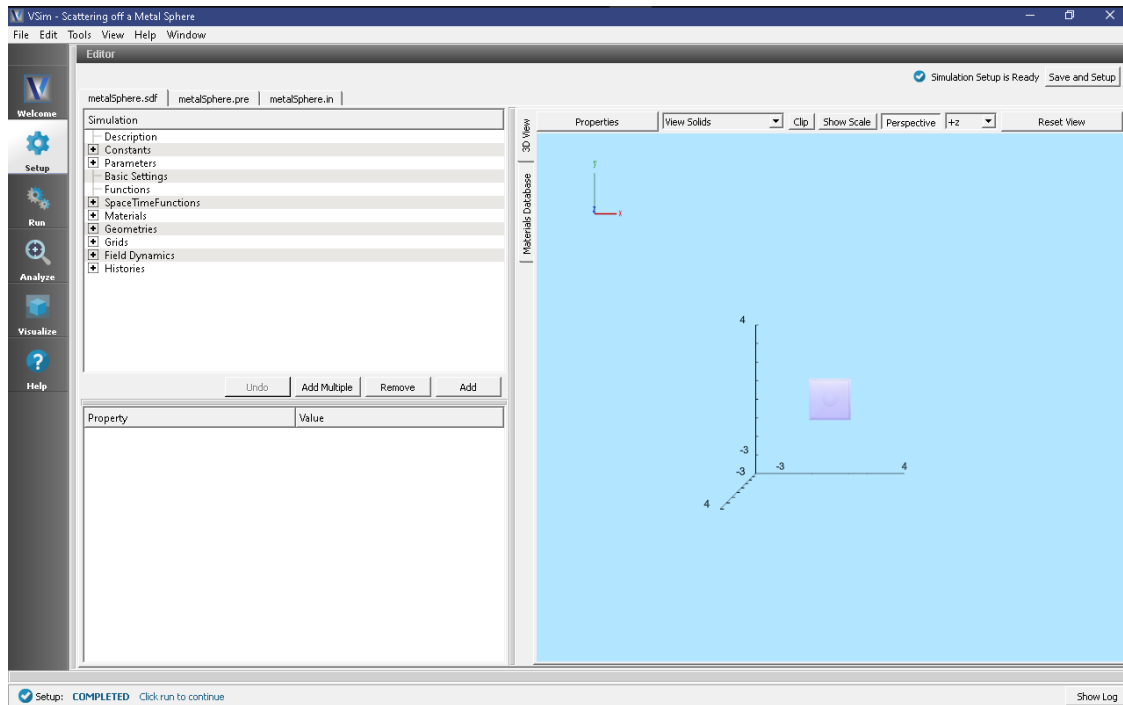 VSim - Scattering off a Metal Sphere
File Edit Tools View Help Window
Editor
Simulation Setup is Ready Save and Setup
Welcome
Setup
Run
Analyze
Visualize
Help
metalSphere.sdf metalSphere.pre metalSphere.in
Simulation
Description
Constants
Parameters
Basic Settings
Functions
SpaceTimeFunctions
Materials
Geometries
Grids
Field Dynamics
Histories
Undo Add Multiple Remove Add
Property Value
3D View
Materials Database
Properties View Solids Clip Show Scale Perspective +z Reset View
Y
z x
4
-3
-3 -3 4
4
Setup: COMPLETED Click run to continue
Show Log